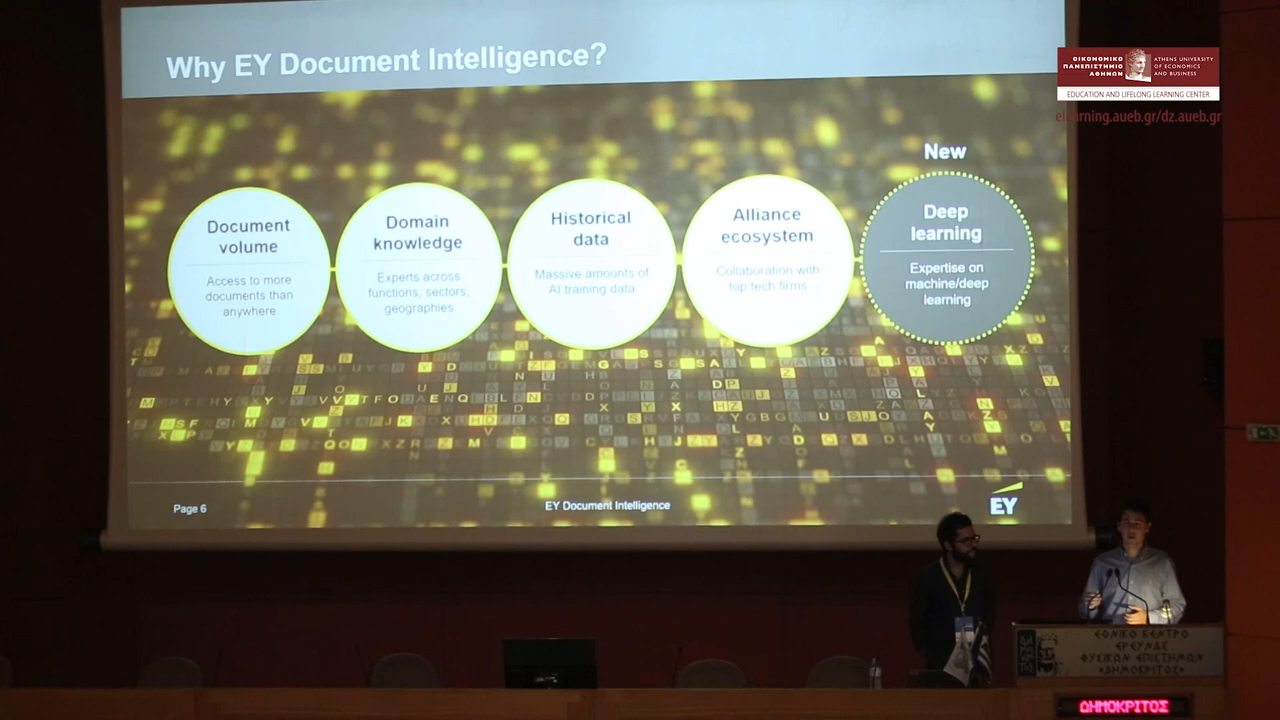 Why EY Document Intelligence?
ΟΙΚΟΝΟΜΙΚΟ
ΠΑΝΕΠΙΣΤΗΜΙΟ
ΑΘΗΝΩΝ
ATHENS UNIVERSITY
OF ECONOMICS
AND BUSINESS
EDUCATION AND LIFELONG LEARNING CENTER
elearning.aueb.gr/dz.aueb.gr
Document
volume
Access to more
documents than
anywhere
Domain
knowledge
Experts across
functions, sectors,
geographies
Historical
data
Massive amounts of
AI training data
Alliance
ecosystem
Collaboration with
top tech firms
New
Deep
learning
Expertise on
machine/deep
learning
Page 6
EY Document Intelligence
EY
ΕΘΝΙΚΟ ΚΕΝΤΡΟ
ΕΡΕΥΝΑΣ
ΦΥΣΙΚΩΝ ΕΠΙΣΤΗΜΩΝ
«ΔΗΜΟΚΡΙΤΟΣ»
ΔΗΜΟΚΡΙΤΟΣ